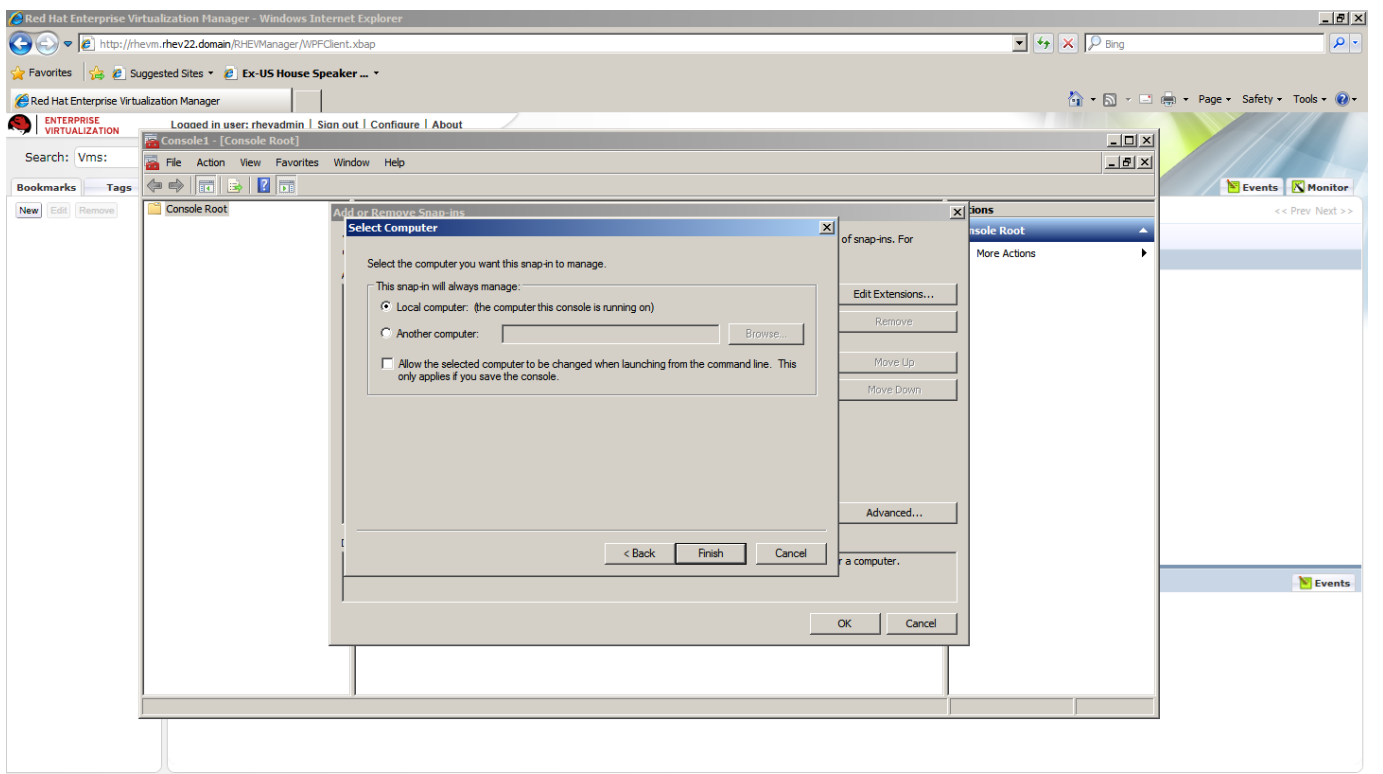 Red Hat Enterprise Virtualization Manager - Windows Internet Explorer
http://rhevm.rhev22.domain/RHEVManager/WPFClient.xbap
Bing
Favorites
Suggested Sites
Ex-US House Speaker ...
Red Hat Enterprise Virtualization Manager
Page
Safety
Tools
ENTERPRISE
VIRTUALIZATION
Logged in user: rhevadmin | Sign out | Configure | About
Search: Vms:
Bookmarks
Tags
Events
Monitor
New
Edit
Remove
<< Prev Next >>
Console1 - [Console Root]
File Action View Favorites Window Help
Console Root
Add or Remove Snap-ins
of snap-ins. For
Edit Extensions...
Remove
Move Up
Move Down
Advanced...
r a computer.
OK
Cancel
Select Computer
Select the computer you want this snap-in to manage.
This snap-in will always manage:
Local computer: (the computer this console is running on)
Another computer:
Browse...
Allow the selected computer to be changed when launching from the command line. This
only applies if you save the console.
< Back
Finish
Cancel
tions
nsole Root
More Actions
Events